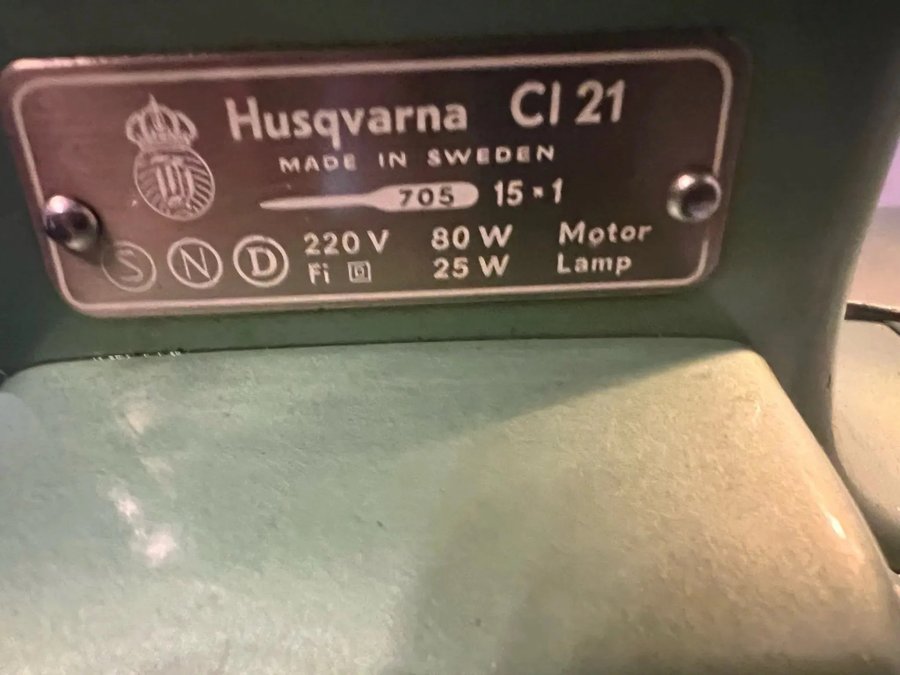 Husqvarna Cl 21
MADE IN SWEDEN
705 15×1
S N D 220 V 80 W Motor
Fi D 25 W Lamp